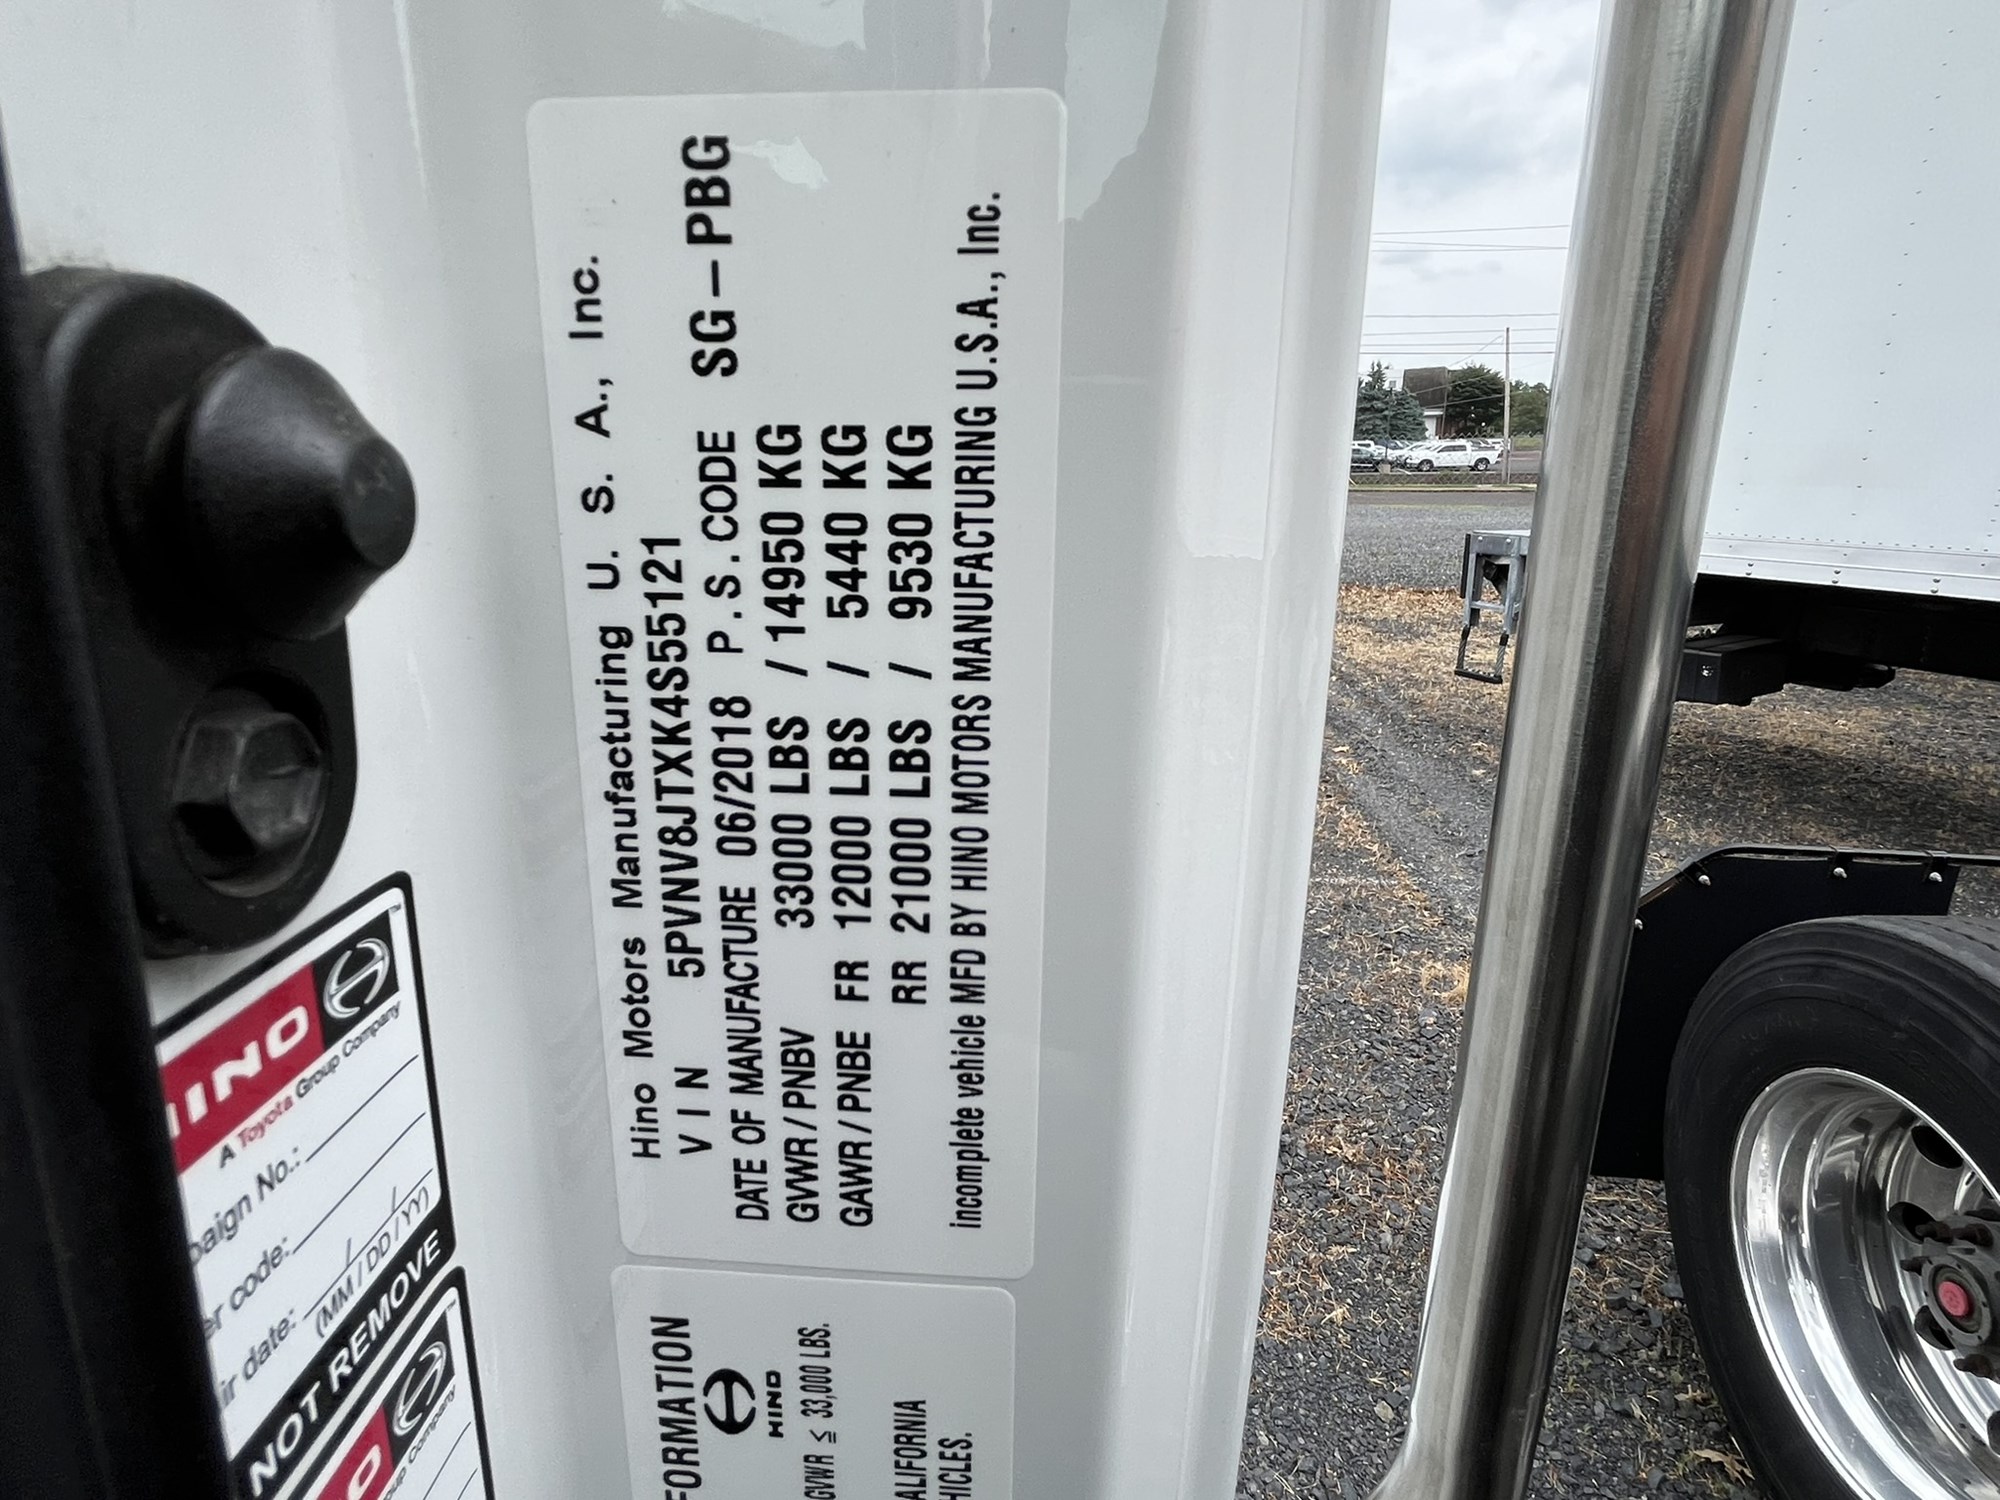 Hino Motors Manufacturing U. S. A., Inc.
VIN 5PVNV8JTXK4S55121
DATE OF MANUFACTURE 06/2018 P.S.CODE SG-PBG
GVWR/PNBV 33000 LBS / 14950 KG
GAWR/PNBE FR 12000 LBS / 5440 KG
RR 21000 LBS / 9530 KG
incomplete vehicle MFD BY HINO MOTORS MANUFACTURING U.S.A., Inc.
FORMATION
HINO
GVWR ≦ 33,000 LBS.
ALIFORNIA
HICLES.
HINO
A Toyota Group Company
paign No.:
er code:
ir date: / /
(MM/DD/YY)
NOT REMOVE